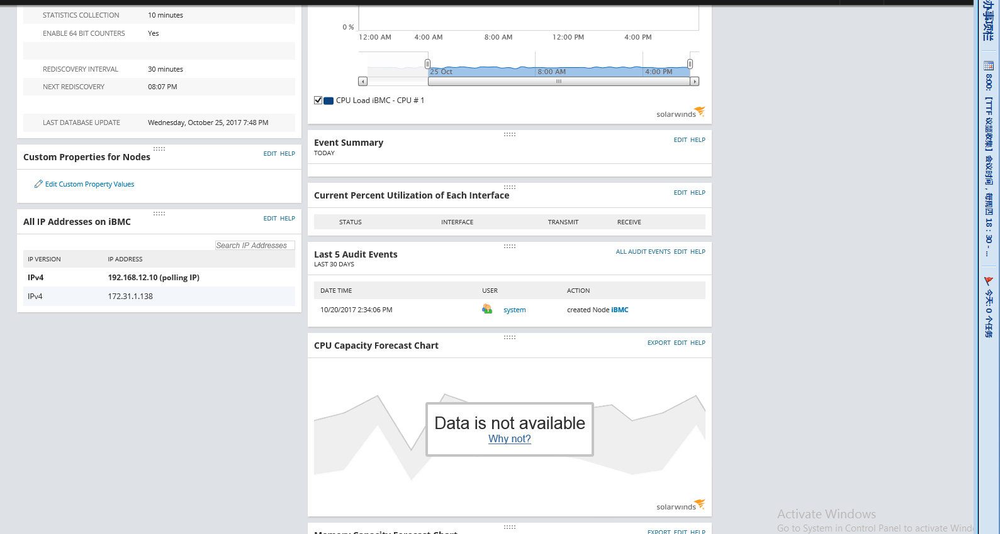 STATISTICS COLLECTION 10 minutes
ENABLE 64 BIT COUNTERS Yes
REDISCOVERY INTERVAL 30 minutes
NEXT REDISCOVERY 08:07 PM
LAST DATABASE UPDATE Wednesday, October 25, 2017 7:48 PM
Custom Properties for Nodes
EDIT HELP
Edit Custom Property Values
All IP Addresses on iBMC
EDIT HELP
Search IP Addresses
IP VERSION IP ADDRESS
IPv4 192.168.12.10 (polling IP)
IPv4 172.31.1.138
0 %
12:00 AM 4:00 AM 8:00 AM 12:00 PM 4:00 PM
25 Oct 8:00 AM 4:00 PM
CPU Load iBMC - CPU # 1
solarwinds
Event Summary
EDIT HELP
TODAY
Current Percent Utilization of Each Interface
EDIT HELP
STATUS INTERFACE TRANSMIT RECEIVE
Last 5 Audit Events
ALL AUDIT EVENTS EDIT HELP
LAST 30 DAYS
DATE TIME USER ACTION
10/20/2017 2:34:06 PM system created Node iBMC
CPU Capacity Forecast Chart
EXPORT EDIT HELP
Data is not available
Why not?
solarwinds
Memory Capacity Forecast Chart
EXPORT EDIT HELP
Activate Windows
Go to System in Control Panel to activate Wind
办事项栏
8:00: 【TTF 议题收集】会议时间，每周四 18：30 - ...
今天: 0 个任务